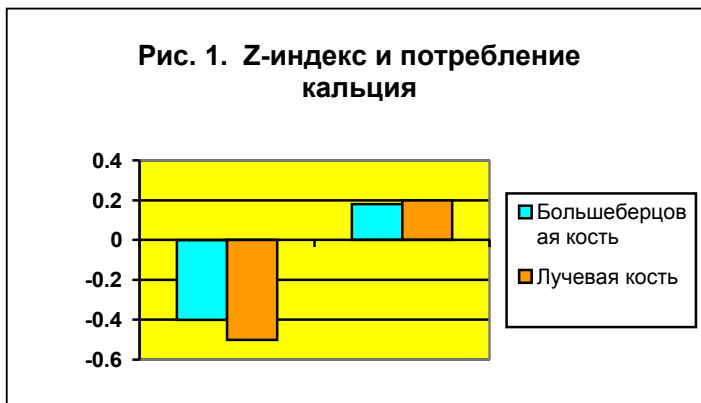 Рис. 1. Z-индекс и потребление
кальция
0.4
0.2
0
-0.2
-0.4
-0.6
Большеберцов
ая кость
Лучевая кость